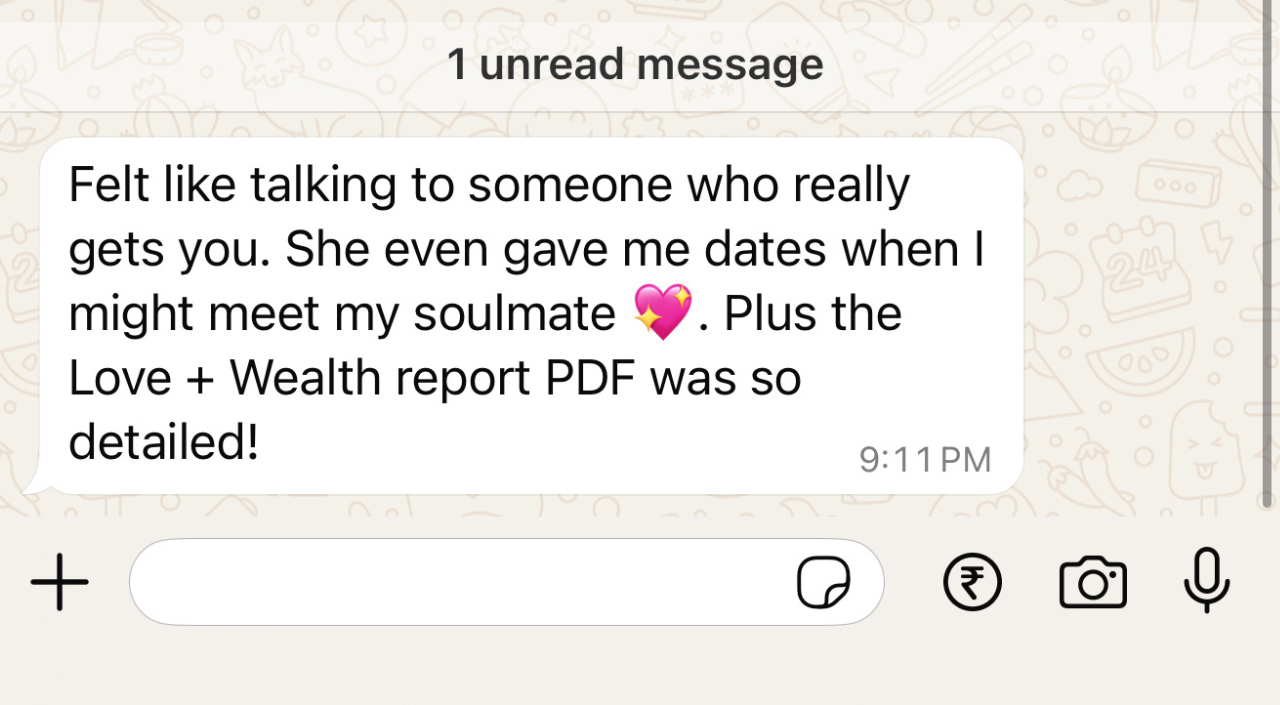 1 unread message
Felt like talking to someone who really
gets you. She even gave me dates when I
might meet my soulmate 💖. Plus the
Love + Wealth report PDF was so
detailed!
9:11 PM
₹